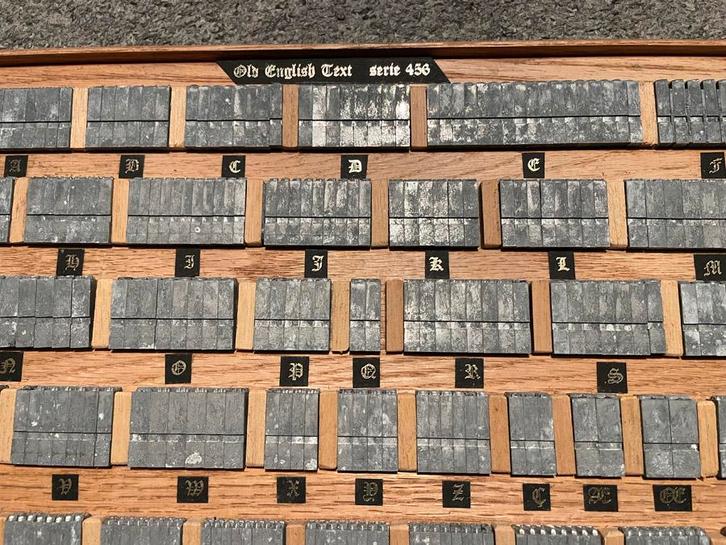 Old English Text serie 456
A B C D E F
H I J K L M
N O P Q R S
V W X Y Z Ç Æ Œ